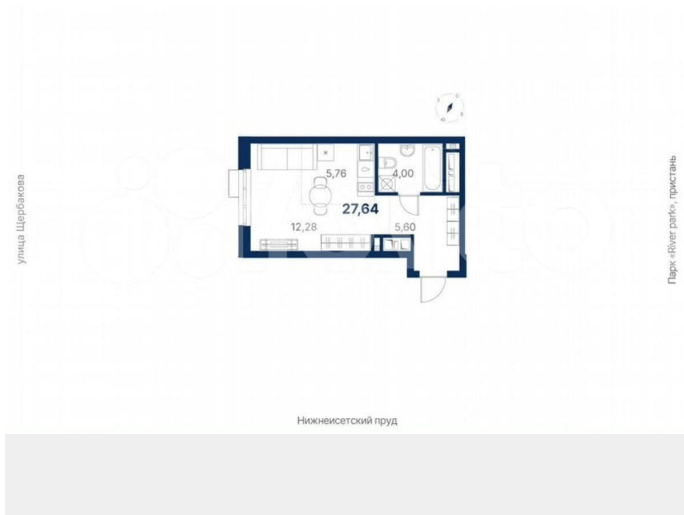 улица Щербакова
5,76
4,00
27,64
12,28
5,60
Парк «River park», пристань
Нижнеисетский пруд